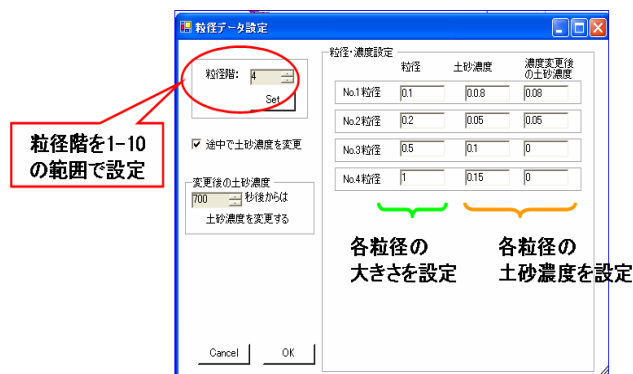 粒径データ設定
粒径階: 4
Set
粒径階を1-10
の範囲で設定
途中で土砂濃度を変更
変更後の土砂濃度
700 秒後からは
土砂濃度を変更する
Cancel OK
粒径・濃度設定
粒径 土砂濃度 濃度変更後
の土砂濃度
No.1粒径 0.1 0.0.8 0.08
No.2粒径 0.2 0.05 0.05
No.3粒径 0.5 0.1 0
No.4粒径 1 0.15 0
各粒径の
大きさを設定
各粒径の
土砂濃度を設定